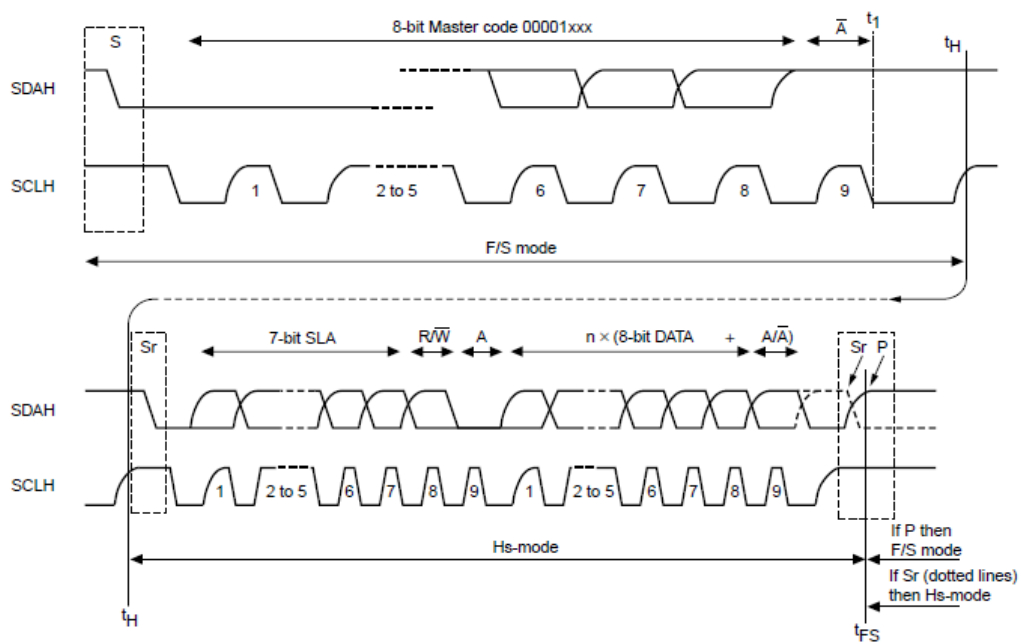 S
8-bit Master code 00001xxx
A̅
t1
tH
SDAH
SCLH
1
2 to 5
6
7
8
9
F/S mode
Sr
7-bit SLA
R/W̅
A
n × (8-bit DATA
+
A/A̅)
Sr
P
SDAH
SCLH
1
2 to 5
6
7
8
9
1
2 to 5
6
7
8
9
Hs-mode
If P then
F/S mode
If Sr (dotted lines)
then Hs-mode
tH
tFS